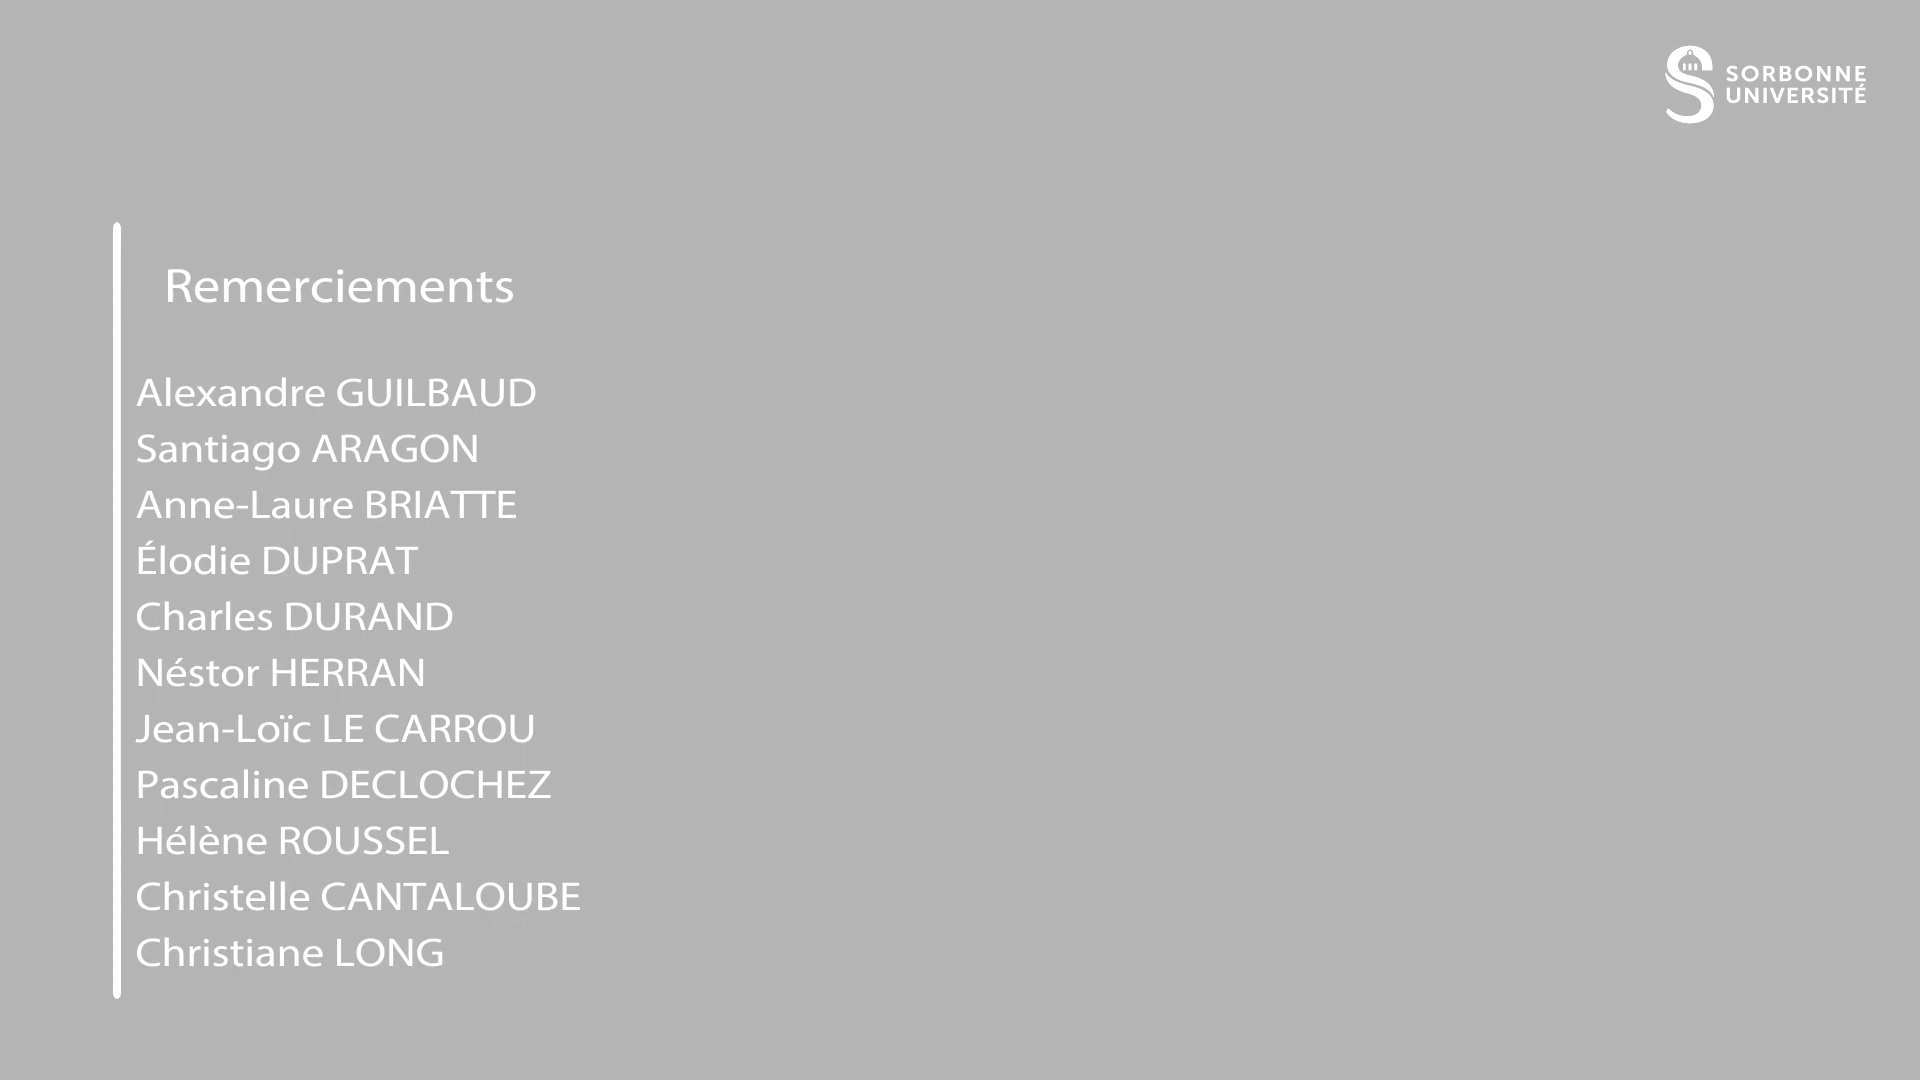 SORBONNE
UNIVERSITÉ
Remerciements
Alexandre GUILBAUD
Santiago ARAGON
Anne-Laure BRIATTE
Élodie DUPRAT
Charles DURAND
Néstor HERRAN
Jean-Loïc LE CARROU
Pascaline DECLOCHEZ
Hélène ROUSSEL
Christelle CANTALOUBE
Christiane LONG